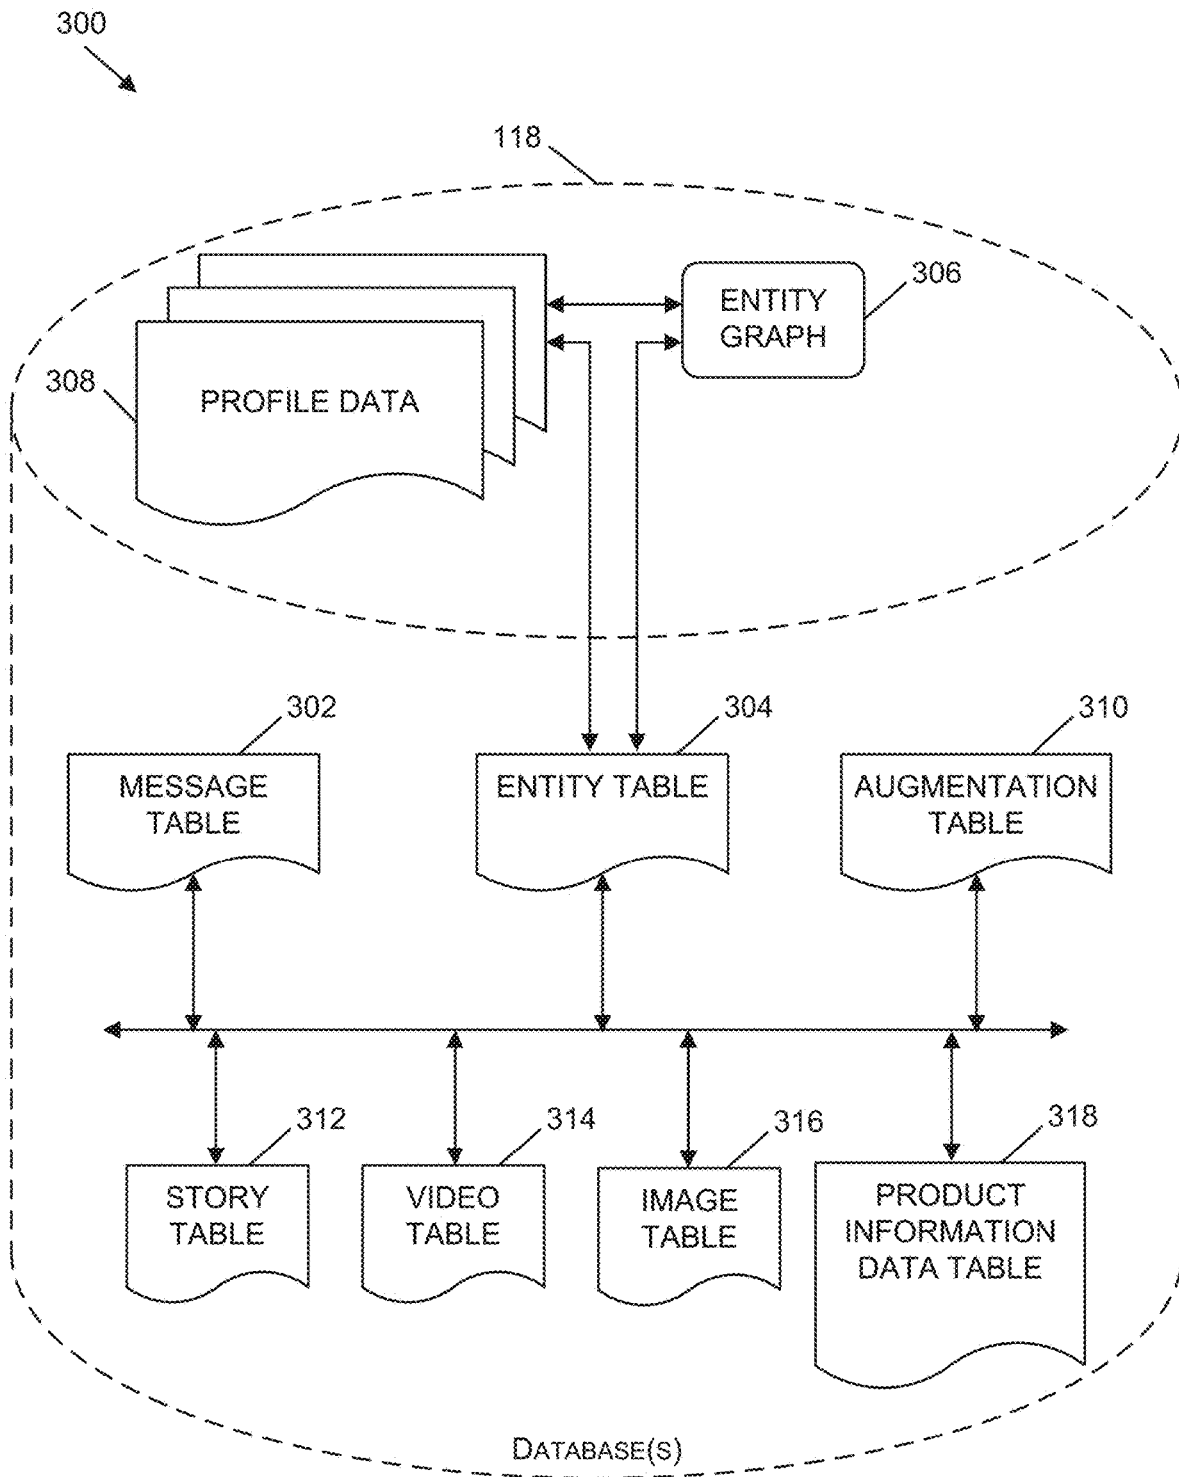 300
118
306
ENTITY
GRAPH
308
PROFILE DATA
302
304
310
MESSAGE
TABLE
ENTITY TABLE
AUGMENTATION
TABLE
312
314
316
318
STORY
TABLE
VIDEO
TABLE
IMAGE
TABLE
PRODUCT
INFORMATION
DATA TABLE
DATABASE(S)